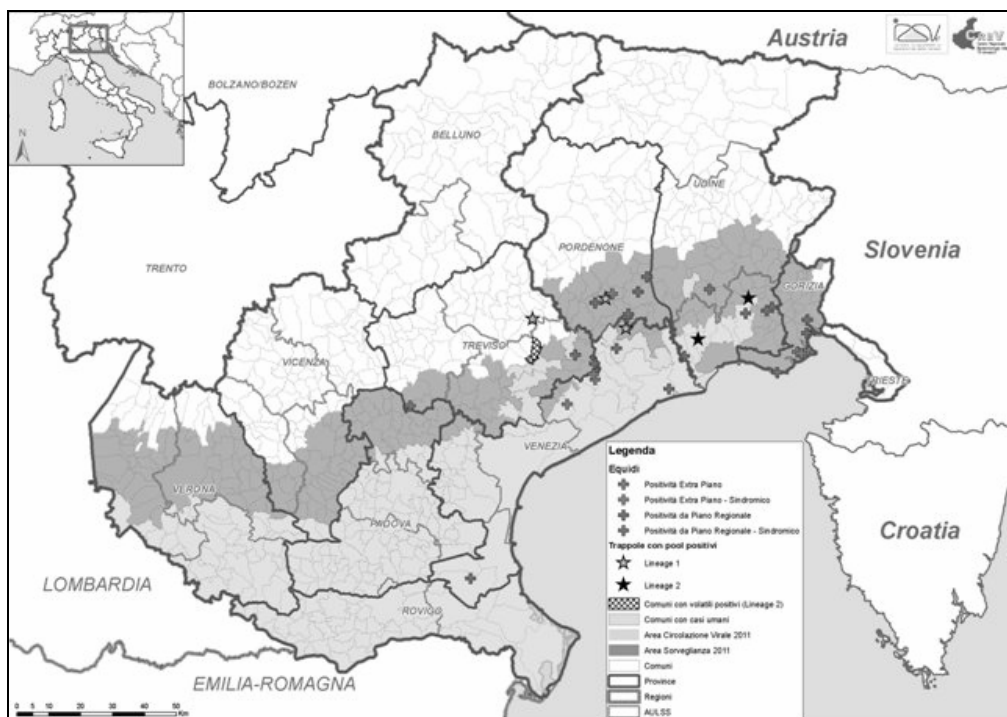 Austria
CREV
BOLZANO/BOZEN
BELLUNO
N
UDINE
PORDENONE
Slovenia
TRENTO
GORIZIA
TREVISO
VICENZA
TRIESTE
VENEZIA
VERONA
PADOVA
Croatia
LOMBARDIA
ROVIGO
EMILIA-ROMAGNA
Legenda
Equidi
Positività Extra Piano
Positività Extra Piano - Sindromico
Positività da Piano Regionale
Positività da Piano Regionale - Sindromico
Trappole con pool positivi
Lineage 1
Lineage 2
Comuni con volatili positivi (Lineage 2)
Comuni con casi umani
Area Circolazione Virale 2011
Area Sorveglianza 2011
Comuni
Province
Regioni
AULSS
0 5 10 20 30 40 50
Km